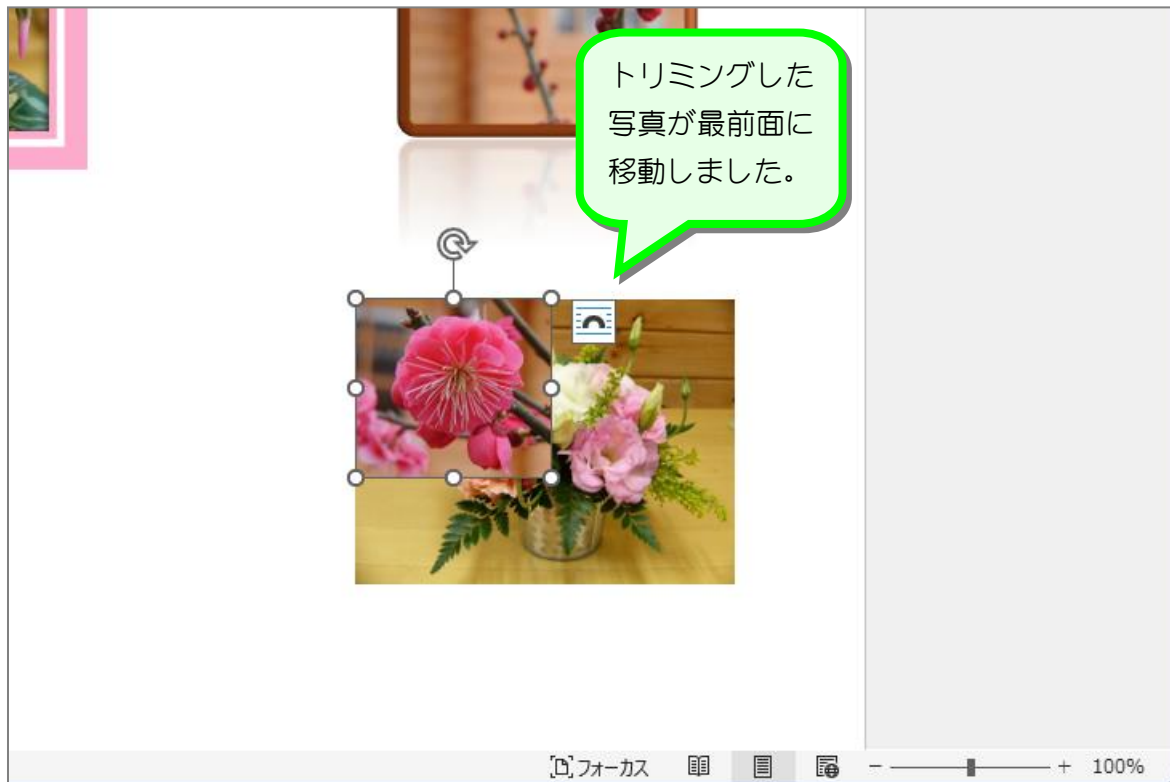 トリミングした
写真が最前面に
移動しました。
フォーカス
100%